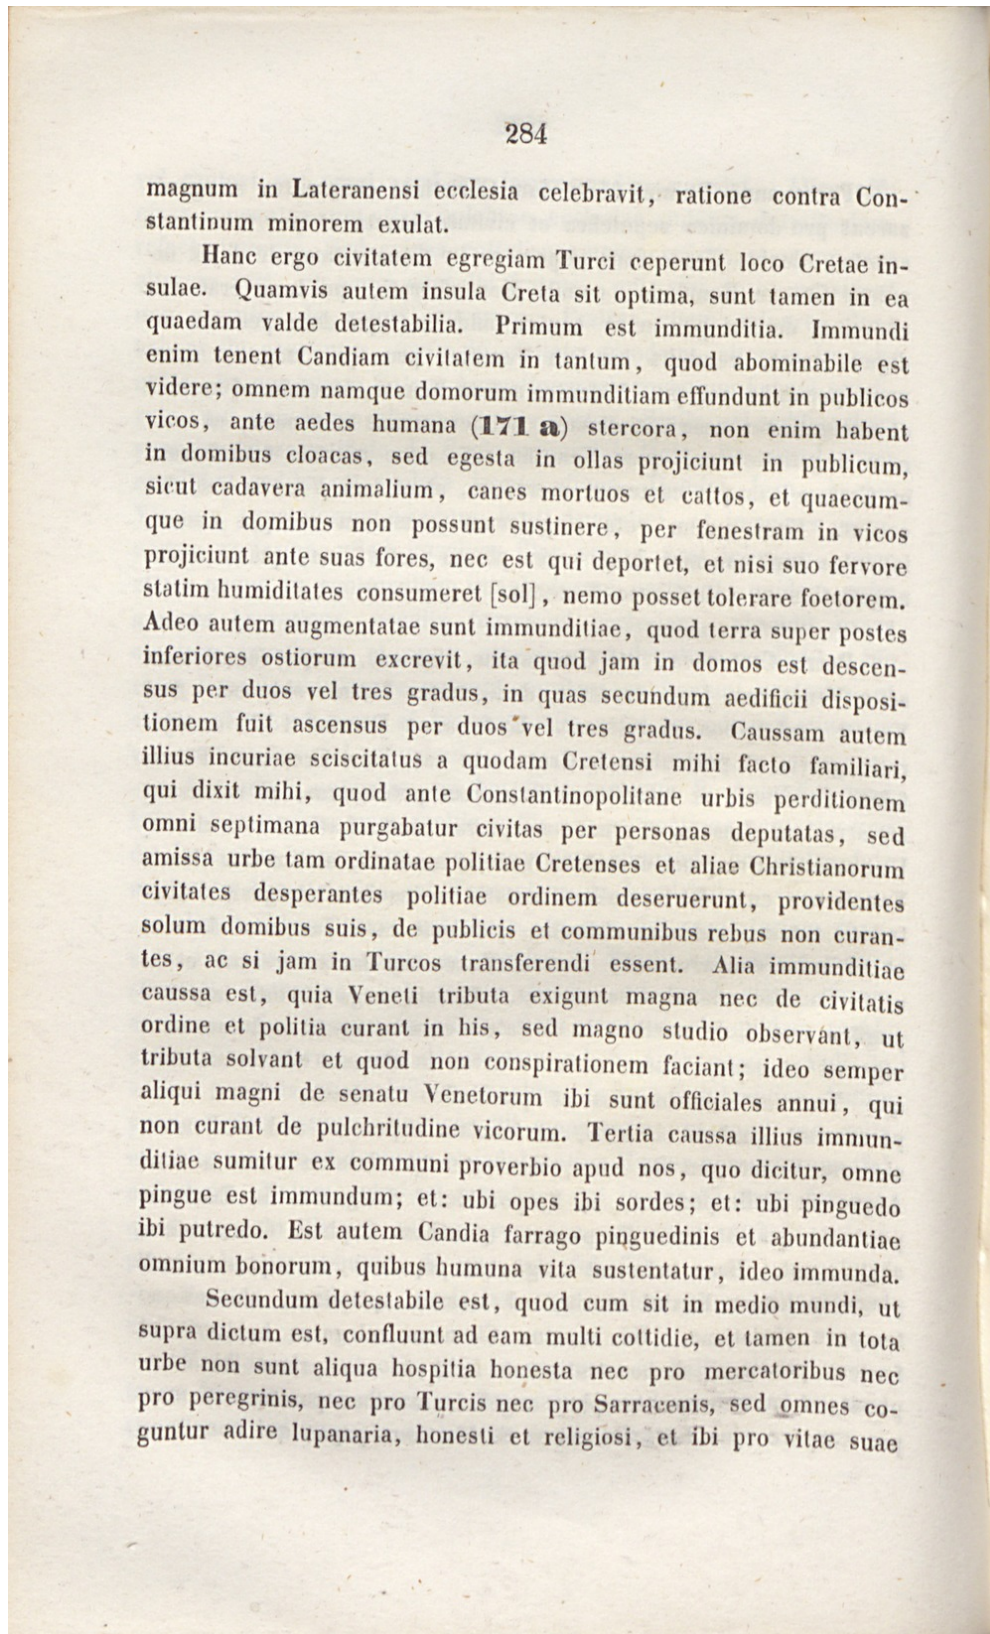 284
magnum in Lateranensi ecclesia celebravit, ratione contra Con-
stantinum minorem exulat.
Hanc ergo civitatem egregiam Turci ceperunt loco Cretae in-
sulae. Quamvis autem insula Creta sit optima, sunt tamen in ea
quaedam valde detestabilia. Primum est immunditia. Immundi
enim tenent Candiam civitatem in tantum, quod abominabile est
videre; omnem namque domorum immunditiam effundunt in publicos
vicos, ante aedes humana (171 a) stercora, non enim habent
in domibus cloacas, sed egesta in ollas projiciunt in publicum,
sicut cadavera animalium, canes mortuos et cattos, et quaecum-
que in domibus non possunt sustinere, per fenestram in vicos
projiciunt ante suas fores, nec est qui deportet, et nisi suo fervore
statim humiditates consumeret [sol], nemo posset tolerare foetorem.
Adeo autem augmentatae sunt immunditiae, quod terra super postes
inferiores ostiorum excrevit, ita quod jam in domos est descen-
sus per duos vel tres gradus, in quas secundum aedificii disposi-
tionem fuit ascensus per duos vel tres gradus. Caussam autem
illius incuriae sciscitatus a quodam Cretensi mihi facto familiari,
qui dixit mihi, quod ante Constantinopolitane urbis perditionem
omni septimana purgabatur civitas per personas deputatas, sed
amissa urbe tam ordinatae politiae Cretenses et aliae Christianorum
civitates desperantes politiae ordinem deseruerunt, providentes
solum domibus suis, de publicis et communibus rebus non curan-
tes, ac si jam in Turcos transferendi essent. Alia immunditiae
caussa est, quia Veneti tributa exigunt magna nec de civitatis
ordine et politia curant in his, sed magno studio observant, ut
tributa solvant et quod non conspirationem faciant; ideo semper
aliqui magni de senatu Venetorum ibi sunt officiales annui, qui
non curant de pulchritudine vicorum. Tertia caussa illius immun-
ditiae sumitur ex communi proverbio apud nos, quo dicitur, omne
pingue est immundum; et: ubi opes ibi sordes; et: ubi pinguedo
ibi putredo. Est autem Candia farrago pinguedinis et abundantiae
omnium bonorum, quibus humuna vita sustentatur, ideo immunda.
Secundum detestabile est, quod cum sit in medio mundi, ut
supra dictum est, confluunt ad eam multi cottidie, et tamen in tota
urbe non sunt aliqua hospitia honesta nec pro mercatoribus nec
pro peregrinis, nec pro Turcis nec pro Sarracenis, sed omnes co-
guntur adire lupanaria, honesti et religiosi, et ibi pro vitae suae